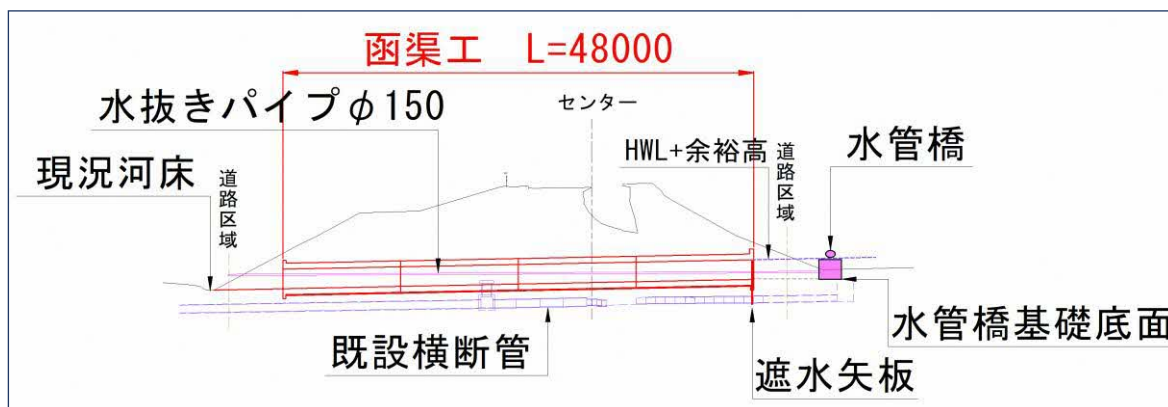 函渠工 L=48000
水抜きパイプφ150
センター
HWL+余裕高
道路区域
水管橋
現況河床
道路区域
水管橋基礎底面
既設横断管
遮水矢板